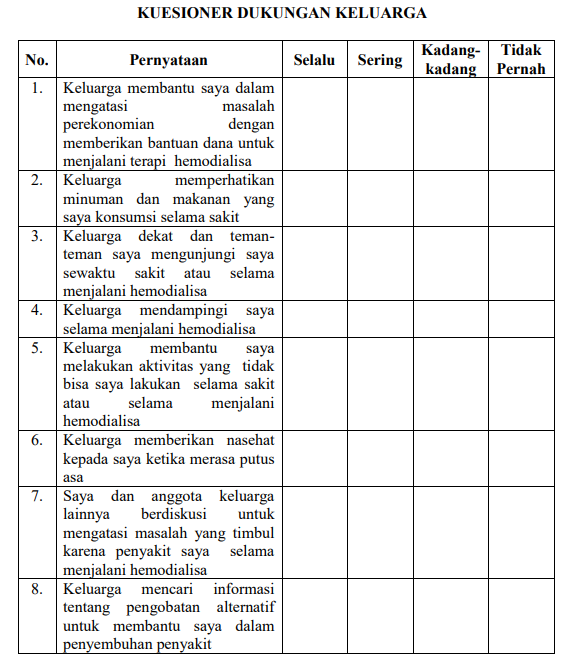 KUESIONER DUKUNGAN KELUARGA
No. Pernyataan Selalu Sering Kadang-kadang Tidak Pernah
1. Keluarga membantu saya dalam
mengatasi masalah
perekonomian dengan
memberikan bantuan dana untuk
menjalani terapi hemodialisa
2. Keluarga memperhatikan
minuman dan makanan yang
saya konsumsi selama sakit
3. Keluarga dekat dan teman-
teman saya mengunjungi saya
sewaktu sakit atau selama
menjalani hemodialisa
4. Keluarga mendampingi saya
selama menjalani hemodialisa
5. Keluarga membantu saya
melakukan aktivitas yang tidak
bisa saya lakukan selama sakit
atau selama menjalani
hemodialisa
6. Keluarga memberikan nasehat
kepada saya ketika merasa putus
asa
7. Saya dan anggota keluarga
lainnya berdiskusi untuk
mengatasi masalah yang timbul
karena penyakit saya selama
menjalani hemodialisa
8. Keluarga mencari informasi
tentang pengobatan alternatif
untuk membantu saya dalam
penyembuhan penyakit